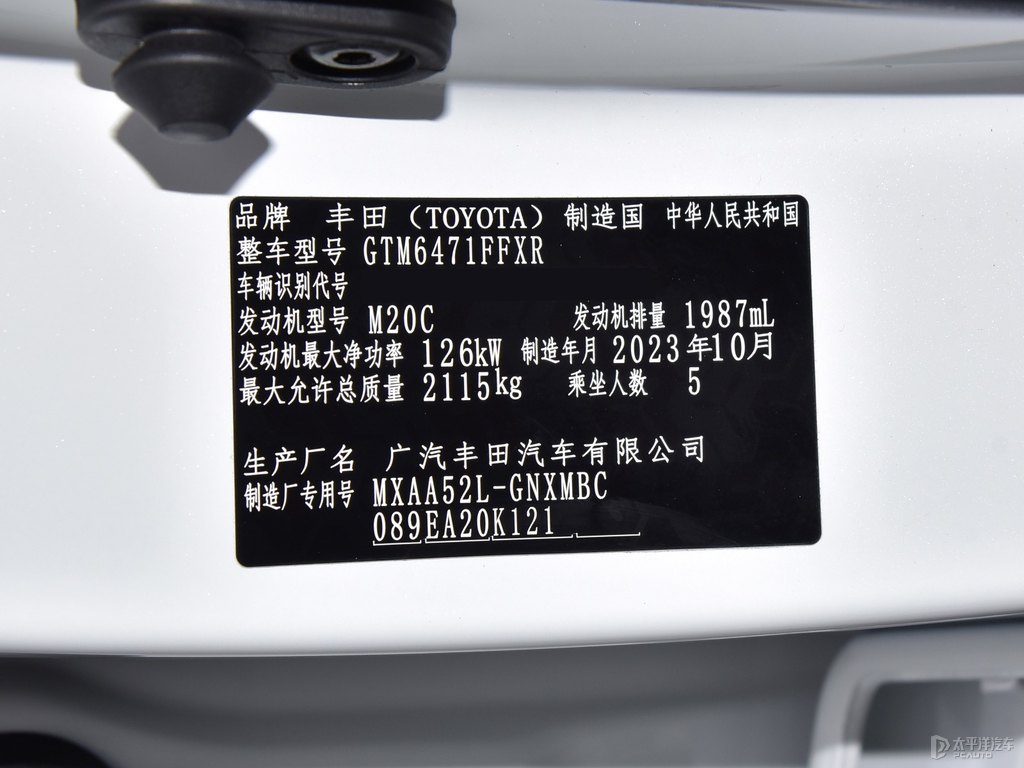 品牌 丰田（TOYOTA）制造国 中华人民共和国
整车型号 GTM6471FFXR
车辆识别代号
发动机型号 M20C 发动机排量 1987mL
发动机最大净功率 126kW 制造年月 2023年10月
最大允许总质量 2115kg 乘坐人数 5
生产厂名 广汽丰田汽车有限公司
制造厂专用号 MXAA52L-GNXMBC
089EA20K121
太平洋汽车
PCAUTO